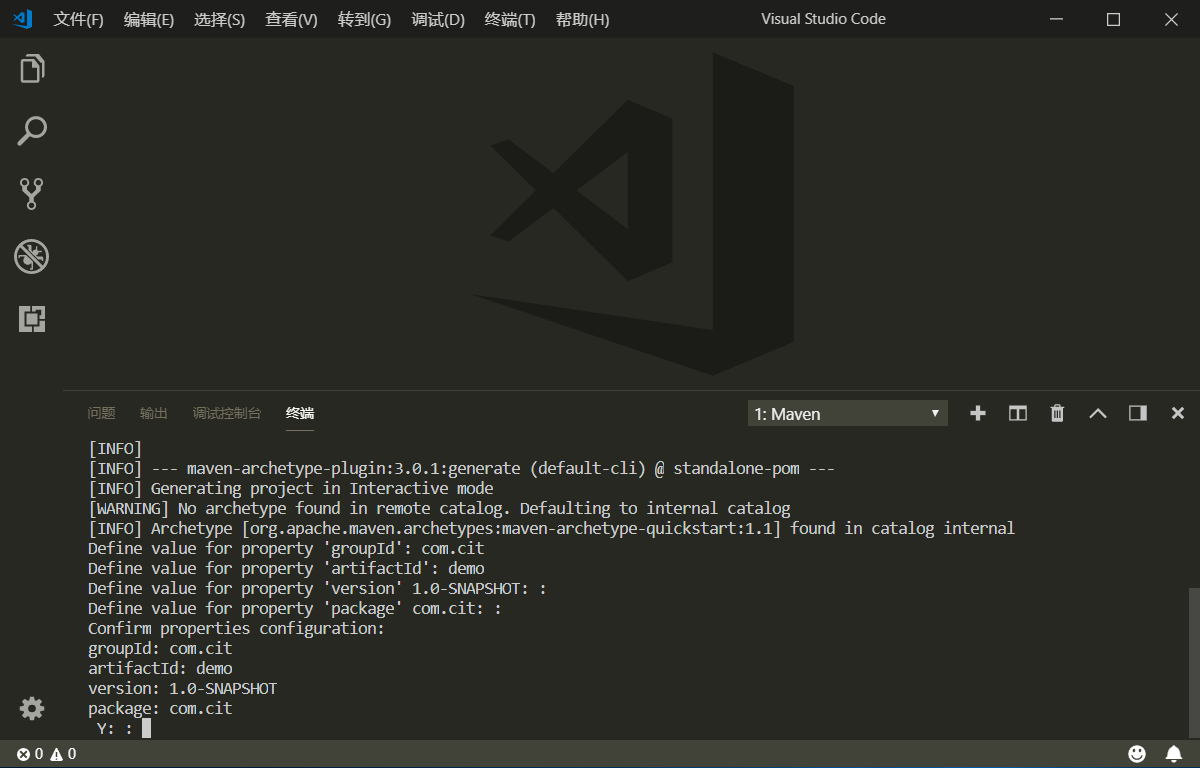 文件(F) 编辑(E) 选择(S) 查看(V) 转到(G) 调试(D) 终端(T) 帮助(H) Visual Studio Code
问题 输出 调试控制台 终端 1: Maven
[INFO]
[INFO] --- maven-archetype-plugin:3.0.1:generate (default-cli) @ standalone-pom ---
[INFO] Generating project in Interactive mode
[WARNING] No archetype found in remote catalog. Defaulting to internal catalog
[INFO] Archetype [org.apache.maven.archetypes:maven-archetype-quickstart:1.1] found in catalog internal
Define value for property 'groupId': com.cit
Define value for property 'artifactId': demo
Define value for property 'version' 1.0-SNAPSHOT: :
Define value for property 'package' com.cit: :
Confirm properties configuration:
groupId: com.cit
artifactId: demo
version: 1.0-SNAPSHOT
package: com.cit
 Y: :
0 0